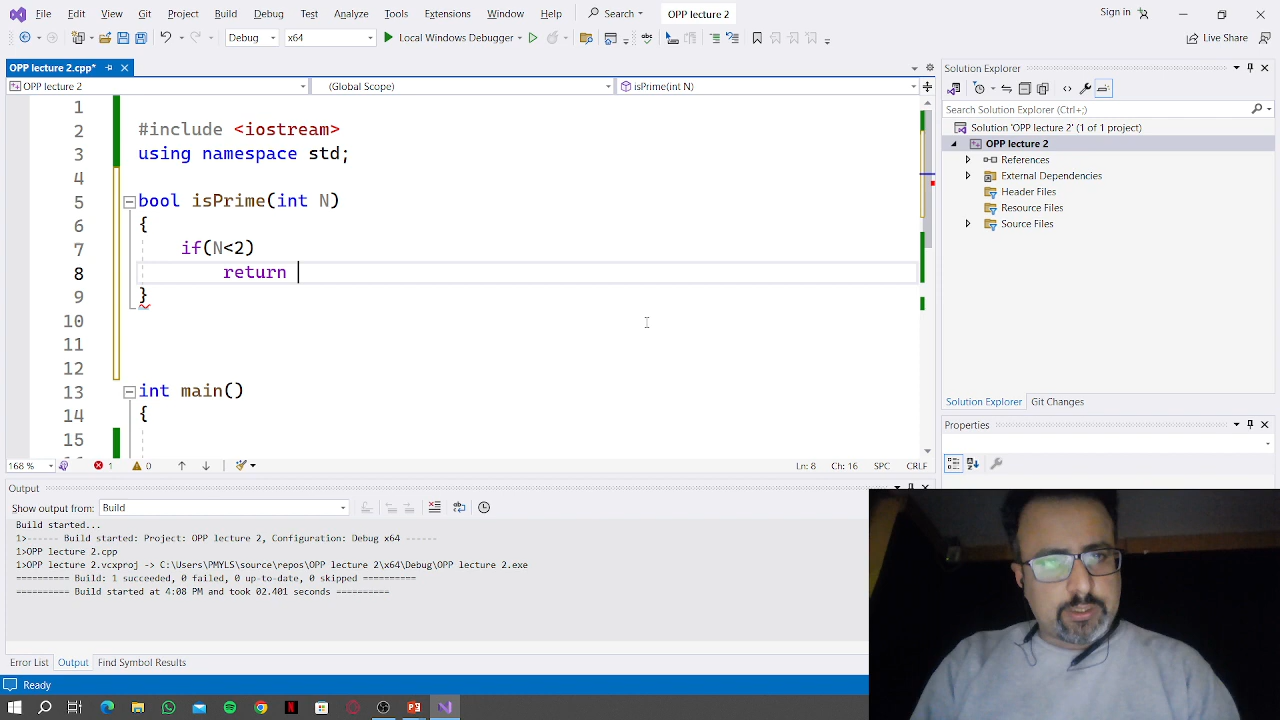 File Edit View Git Project Build Debug Test Analyze Tools Extensions Window Help Search OPP lecture 2 Sign in
Debug x64 Local Windows Debugger Live Share
OPP lecture 2.cpp* Solution Explorer
OPP lecture 2 (Global Scope) isPrime(int N)
Search Solution Explorer (Ctrl+;)
Solution 'OPP lecture 2' (1 of 1 project)
OPP lecture 2
References
External Dependencies
Header Files
Resource Files
Source Files
1
2 #include <iostream>
3 using namespace std;
4
5 bool isPrime(int N)
6 {
7 if(N<2)
8 return
9 }
10
11
12
13 int main()
14 {
15
Solution Explorer Git Changes
Properties
168 % 1 0 Ln: 8 Ch: 16 SPC CRLF
Output
Show output from: Build
Build started...
1>------ Build started: Project: OPP lecture 2, Configuration: Debug x64 ------
1>OPP lecture 2.cpp
1>OPP lecture 2.vcxproj -> C:\Users\PMYLS\source\repos\OPP lecture 2\x64\Debug\OPP lecture 2.exe
========== Build: 1 succeeded, 0 failed, 0 up-to-date, 0 skipped ==========
========== Build started at 4:08 PM and took 02.401 seconds ==========
Error List Output Find Symbol Results
Ready